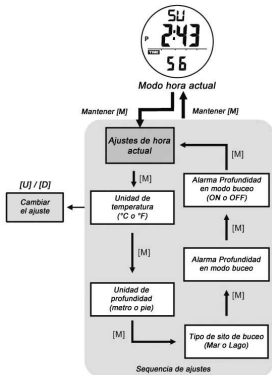 SU
P 2:43
TIME
56
Modo hora actual
Mantener [M]
Mantener [M]
Ajustes de hora
actual
[M]
[M]
[U] / [D]
Cambiar
el ajuste
Unidad de
temperatura
(°C o °F)
Alarma Profundidad
en modo buceo
(ON o OFF)
[M]
[M]
Alarma Profundidad
en modo buceo
Unidad de
profundidad
(metro o pie)
[M]
[M]
Tipo de sito de buceo
(Mar o Lago)
Sequencia de ajustes